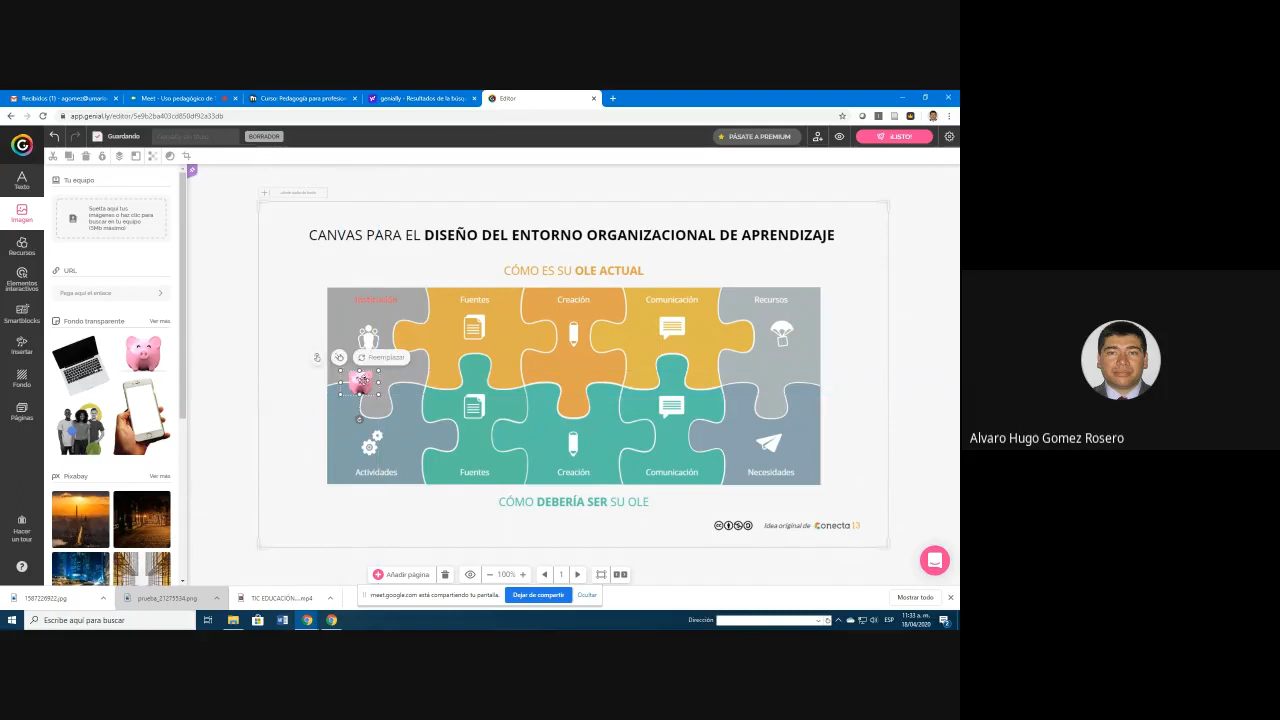 Recibidos (1) - agomez@umario
Meet - Uso pedagógico de T
Curso: Pedagogía para profesio
genially - Resultados de la búsq
Editor
app.genial.ly/editor/5e9b2ba403cd850df92a33db
Guardando
BORRADOR
PÁSATE A PREMIUM
¡LISTO!
Texto
Imagen
Recursos
Elementos
interactivos
Smartblocks
Insertar
Fondo
Páginas
Hacer
un tour
Tu equipo
Suelta aquí tus
imágenes o haz clic para
buscar en tu equipo
(5Mb máximo)
URL
Pega aquí el enlace
Fondo transparente
Ver más
Pixabay
Ver más
CANVAS PARA EL DISEÑO DEL ENTORNO ORGANIZACIONAL DE APRENDIZAJE
CÓMO ES SU OLE ACTUAL
Institución
Fuentes
Creación
Comunicación
Recursos
Reemplazar
Actividades
Fuentes
Creación
Comunicación
Necesidades
CÓMO DEBERÍA SER SU OLE
Idea original de Conecta 13
Añadir página
100%
1
1587226922.jpg
prueba_21275534.png
TIC EDUCACIÓN....mp4
meet.google.com está compartiendo tu pantalla.
Dejar de compartir
Ocultar
Mostrar todo
Escribe aquí para buscar
Dirección
ESP
11:33 a. m.
18/04/2020
Alvaro Hugo Gomez Rosero